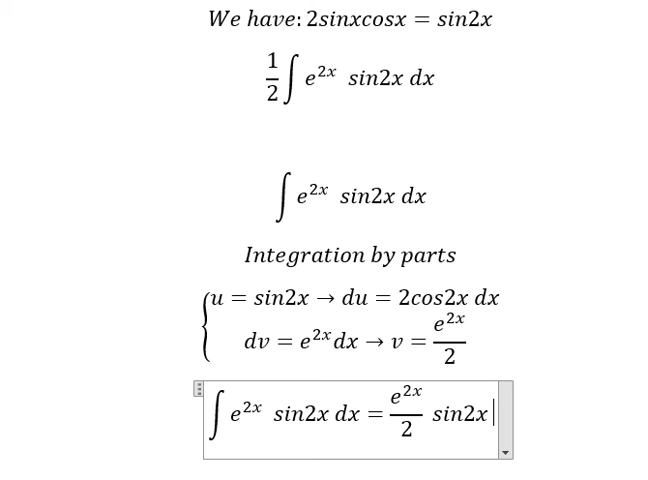 We have: 2sinxcosx = sin2x
1/2 ∫ e^{2x} sin2x dx
∫ e^{2x} sin2x dx
Integration by parts
{ u = sin2x → du = 2cos2x dx
dv = e^{2x} dx → v = e^{2x}/2
∫ e^{2x} sin2x dx = e^{2x}/2 sin2x